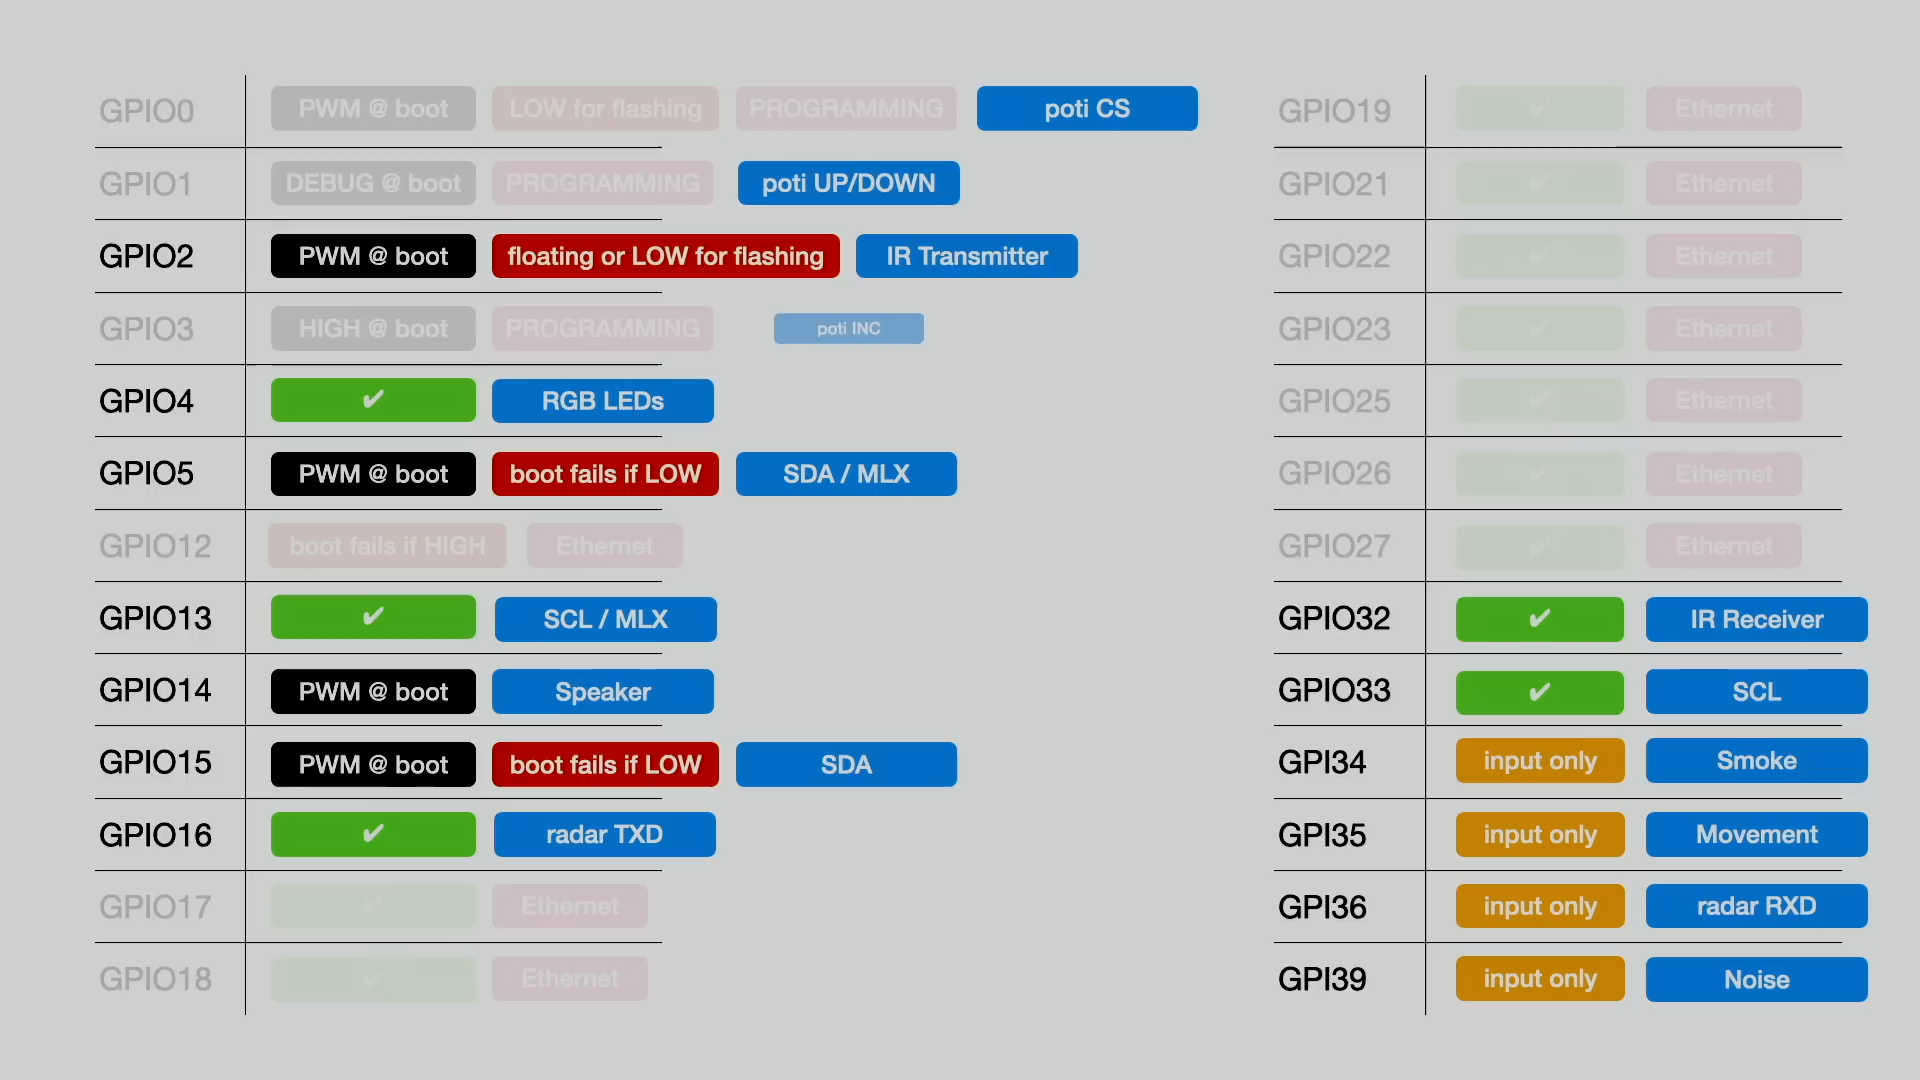 GPIO0 PWM @ boot LOW for flashing PROGRAMMING poti CS
GPIO1 DEBUG @ boot PROGRAMMING poti UP/DOWN
GPIO2 PWM @ boot floating or LOW for flashing IR Transmitter
GPIO3 HIGH @ boot PROGRAMMING poti INC
GPIO4 ✔ RGB LEDs
GPIO5 PWM @ boot boot fails if LOW SDA / MLX
GPIO12 boot fails if HIGH Ethernet
GPIO13 ✔ SCL / MLX
GPIO14 PWM @ boot Speaker
GPIO15 PWM @ boot boot fails if LOW SDA
GPIO16 ✔ radar TXD
GPIO17 ✔ Ethernet
GPIO18 ✔ Ethernet
GPIO19 ✔ Ethernet
GPIO21 ✔ Ethernet
GPIO22 ✔ Ethernet
GPIO23 ✔ Ethernet
GPIO25 ✔ Ethernet
GPIO26 ✔ Ethernet
GPIO27 ✔ Ethernet
GPIO32 ✔ IR Receiver
GPIO33 ✔ SCL
GPI34 input only Smoke
GPI35 input only Movement
GPI36 input only radar RXD
GPI39 input only Noise